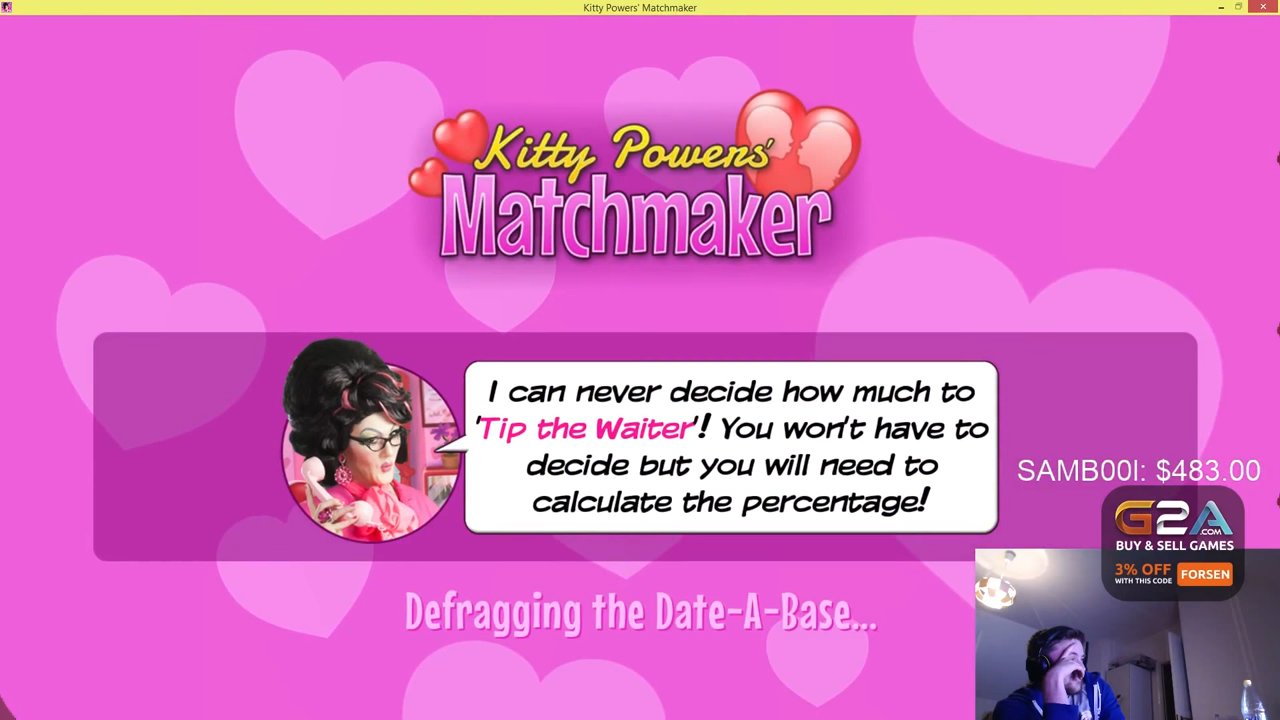 Kitty Powers' Matchmaker
Kitty Powers'
Matchmaker
I can never decide how much to
'Tip the Waiter'! You won't have to
decide but you will need to
calculate the percentage!
SAMB00I: $483.00
G2A
.COM
BUY & SELL GAMES
3% OFF
WITH THIS CODE
FORSEN
Defragging the Date-A-Base...